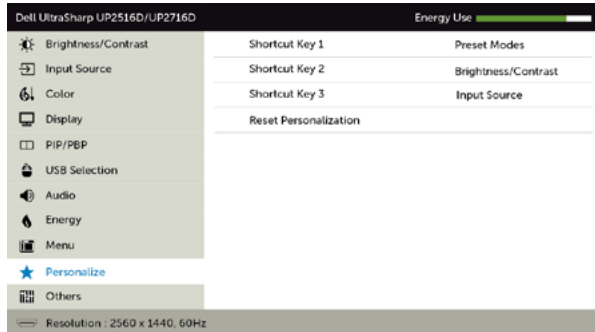 Dell UltraSharp UP2516D/UP2716D Energy Use
Brightness/Contrast Shortcut Key 1 Preset Modes
Input Source Shortcut Key 2 Brightness/Contrast
Color Shortcut Key 3 Input Source
Display Reset Personalization
PIP/PBP
USB Selection
Audio
Energy
Menu
Personalize
Others
Resolution : 2560 x 1440, 60Hz